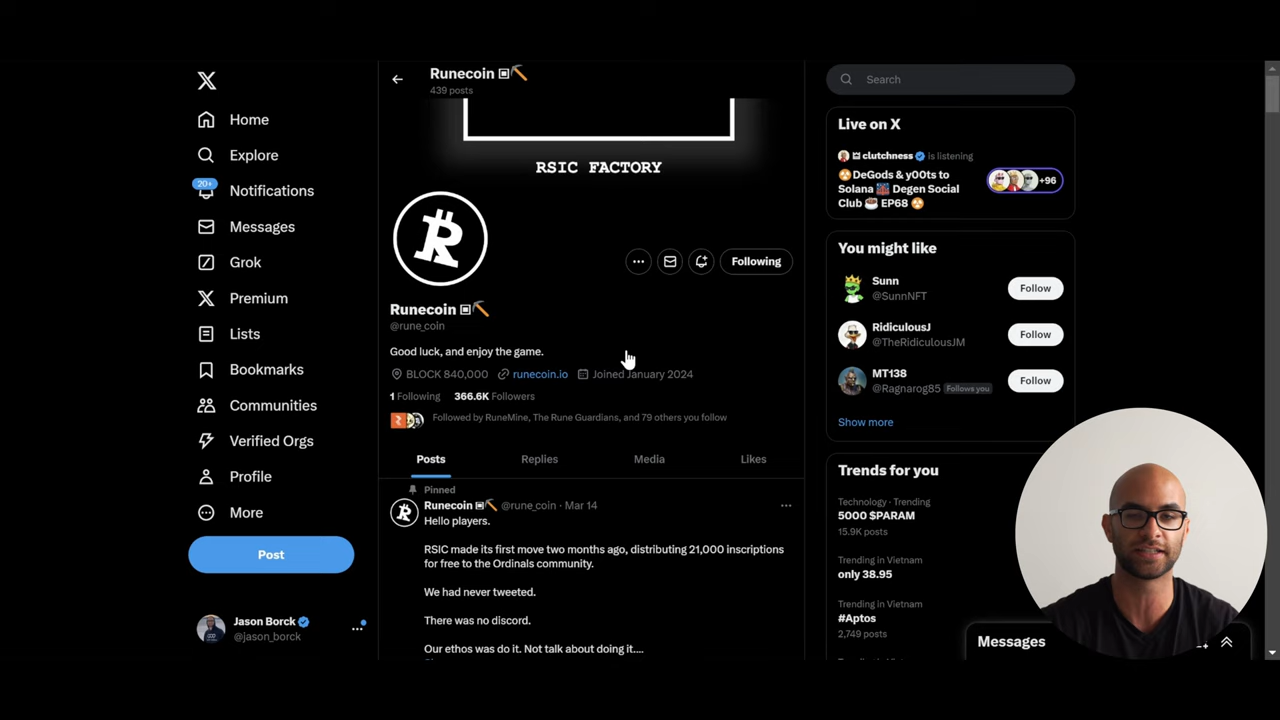 Home
Explore
20+
Notifications
Messages
Grok
Premium
Lists
Bookmarks
Communities
Verified Orgs
Profile
More
Post
Jason Borck
@jason_borck
Runecoin
439 posts
RSIC FACTORY
Following
Runecoin
@rune_coin
Good luck, and enjoy the game.
BLOCK 840,000 runecoin.io Joined January 2024
1 Following 366.6K Followers
Followed by RuneMine, The Rune Guardians, and 79 others you follow
Posts Replies Media Likes
Pinned
Runecoin @rune_coin · Mar 14
Hello players.
RSIC made its first move two months ago, distributing 21,000 inscriptions
for free to the Ordinals community.
We had never tweeted.
There was no discord.
Our ethos was do it. Not talk about doing it....
Search
Live on X
clutchness is listening
DeGods & y00ts to
Solana Degen Social
Club EP68
+96
You might like
Sunn
@SunnNFT
Follow
RidiculousJ
@TheRidiculousJM
Follow
MT138
@Ragnarog85 Follows you
Follow
Show more
Trends for you
Technology · Trending
5000 $PARAM
15.9K posts
Trending in Vietnam
only 38.95
Trending in Vietnam
#Aptos
2,749 posts
Messages